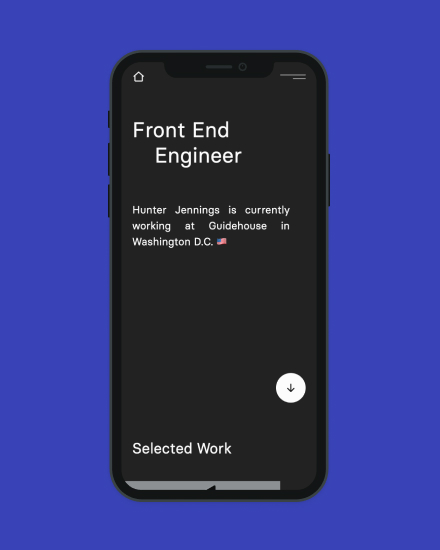 Front End
Engineer
Hunter Jennings is currently
working at Guidehouse in
Washington D.C. 🇺🇸
Selected Work